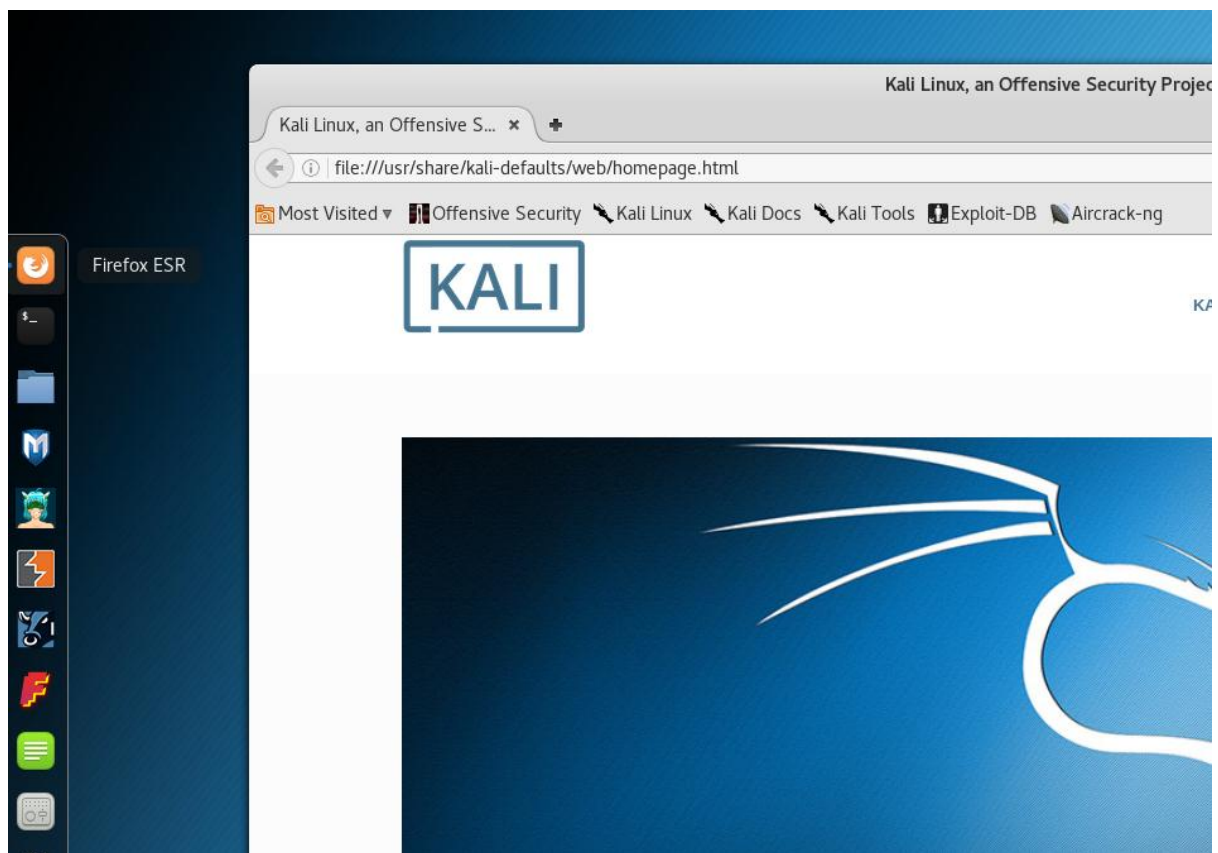 Kali Linux, an Offensive Security Projec
Kali Linux, an Offensive S...
file:///usr/share/kali-defaults/web/homepage.html
Most Visited Offensive Security Kali Linux Kali Docs Kali Tools Exploit-DB Aircrack-ng
Firefox ESR
KALI
KA
$_